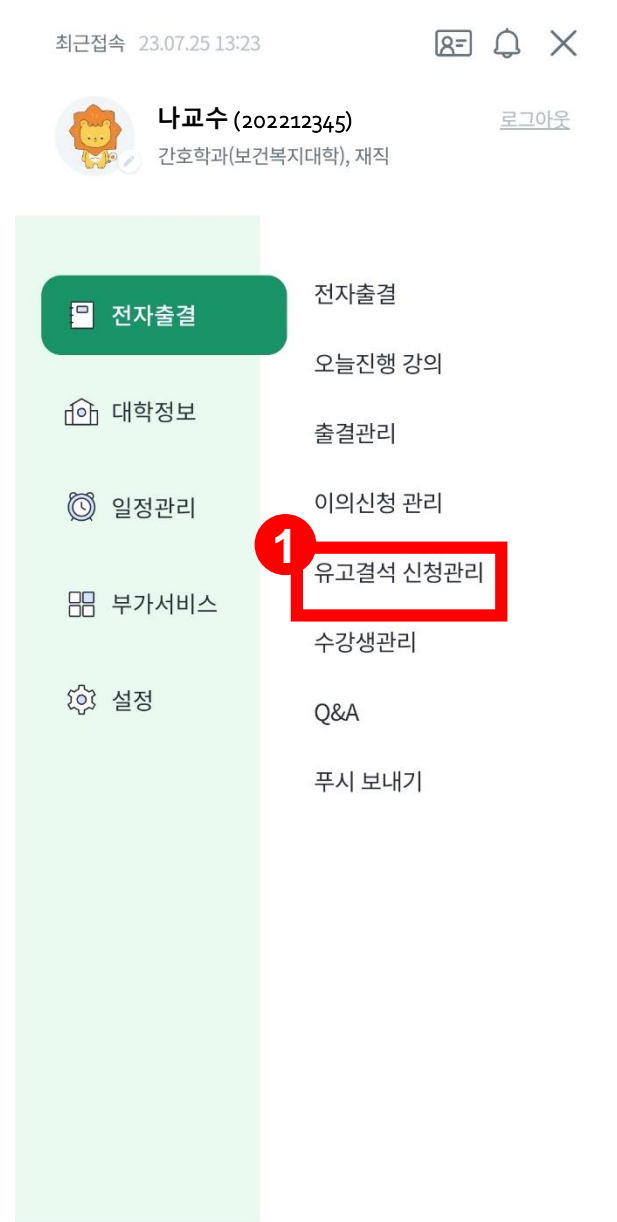 최근접속 23.07.25 13:23
나교수 (202212345)
로그아웃
간호학과(보건복지대학), 재직
전자출결
대학정보
일정관리
부가서비스
설정
전자출결
오늘진행 강의
출결관리
이의신청 관리
1
유고결석 신청관리
수강생관리
Q&A
푸시 보내기